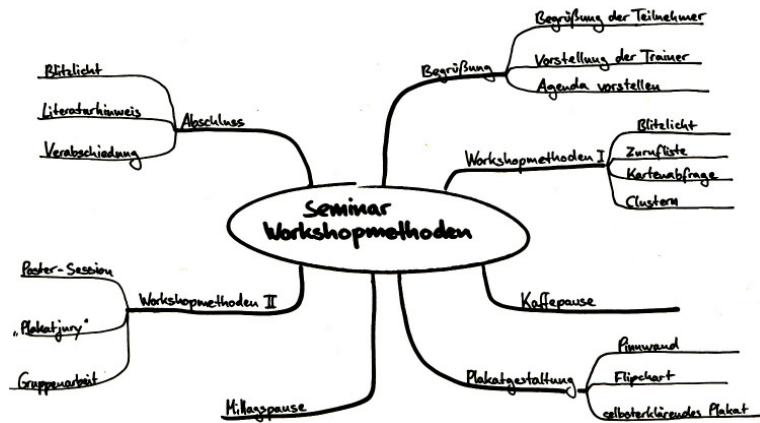 Seminar
Workshopmethoden
Begrüßung
Begrüßung der Teilnehmer
Vorstellung der Trainer
Agenda vorstellen
Workshopmethoden I
Blitzlicht
Zurufliste
Kartenabfrage
Clustern
Kaffepause
Plakatgestaltung
Pinnwand
Flipchart
selbsterklärendes Plakat
Mittagspause
Workshopmethoden II
Poster-Session
„Plakatjury"
Gruppenarbeit
Abschluss
Blitzlicht
Literaturhinweis
Verabschiedung